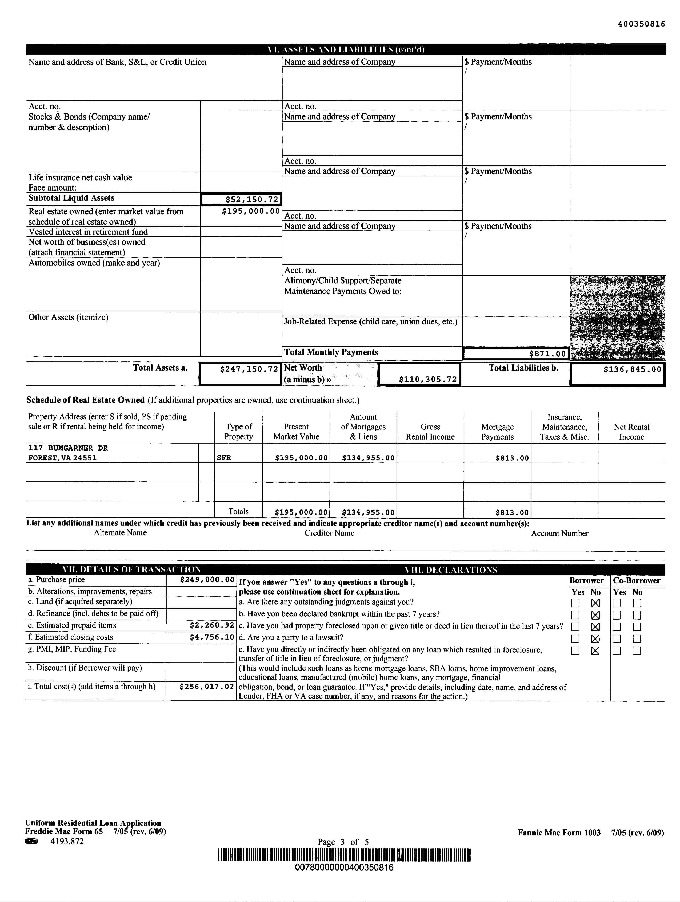 400350816
VI. ASSETS AND LIABILITIES (cont'd)
Name and address of Bank, S&L, or Credit Union
Name and address of Company
$ Payment/Months
/
Acct. no.
Acct. no.
Stocks & Bonds (Company name/
number & description)
Name and address of Company
$ Payment/Months
/
Acct. no.
Life insurance net cash value
Face amount:
Name and address of Company
$ Payment/Months
/
Subtotal Liquid Assets
$52,150.72
Real estate owned (enter market value from
schedule of real estate owned)
$195,000.00
Acct. no.
Vested interest in retirement fund
Name and address of Company
$ Payment/Months
/
Net worth of business(es) owned
(attach financial statement)
Automobiles owned (make and year)
Acct. no.
Alimony/Child Support/Separate
Maintenance Payments Owed to:
Other Assets (itemize)
Job-Related Expense (child care, union dues, etc.)
Total Monthly Payments
$871.00
Total Assets a.
$247,150.72
Net Worth
(a minus b) »
$110,305.72
Total Liabilities b.
$136,845.00
Schedule of Real Estate Owned (If additional properties are owned, use continuation sheet.)
Property Address (enter S if sold, PS if pending
sale or R if rental being held for income)
Type of
Property
Present
Market Value
Amount
of Mortgages
& Liens
Gross
Rental Income
Mortgage
Payments
Insurance,
Maintenance,
Taxes & Misc.
Net Rental
Income
117 BUMGARNER DR
FOREST, VA 24551
SFR
$195,000.00
$134,955.00
$813.00
Totals
$195,000.00
$134,955.00
$813.00
List any additional names under which credit has previously been received and indicate appropriate creditor name(s) and account number(s):
Alternate Name
Creditor Name
Account Number
VII. DETAILS OF TRANSACTION
a. Purchase price
$249,000.00
b. Alterations, improvements, repairs
c. Land (if acquired separately)
d. Refinance (incl. debts to be paid off)
e. Estimated prepaid items
$2,260.92
f. Estimated closing costs
$4,756.10
g. PMI, MIP, Funding Fee
h. Discount (if Borrower will pay)
i. Total cost(s) (add items a through h)
$256,017.02
VIII. DECLARATIONS
If you answer "Yes" to any questions a through i,
please use continuation sheet for explanation.
Borrower
Co-Borrower
Yes No
Yes No
a. Are there any outstanding judgments against you?
b. Have you been declared bankrupt within the past 7 years?
c. Have you had property foreclosed upon or given title or deed in lieu thereof in the last 7 years?
d. Are you a party to a lawsuit?
e. Have you directly or indirectly been obligated on any loan which resulted in foreclosure,
transfer of title in lieu of foreclosure, or judgment?
(This would include such loans as home mortgage loans, SBA loans, home improvement loans,
educational loans, manufactured (mobile) home loans, any mortgage, financial
obligation, bond, or loan guarantee. If "Yes," provide details, including date, name, and address of
Lender, FHA or VA case number, if any, and reasons for the action.)
Uniform Residential Loan Application
Freddie Mac Form 65 7/05 (rev. 6/09)
4193.872
Page 3 of 5
Fannie Mae Form 1003 7/05 (rev. 6/09)
00780000000400350816